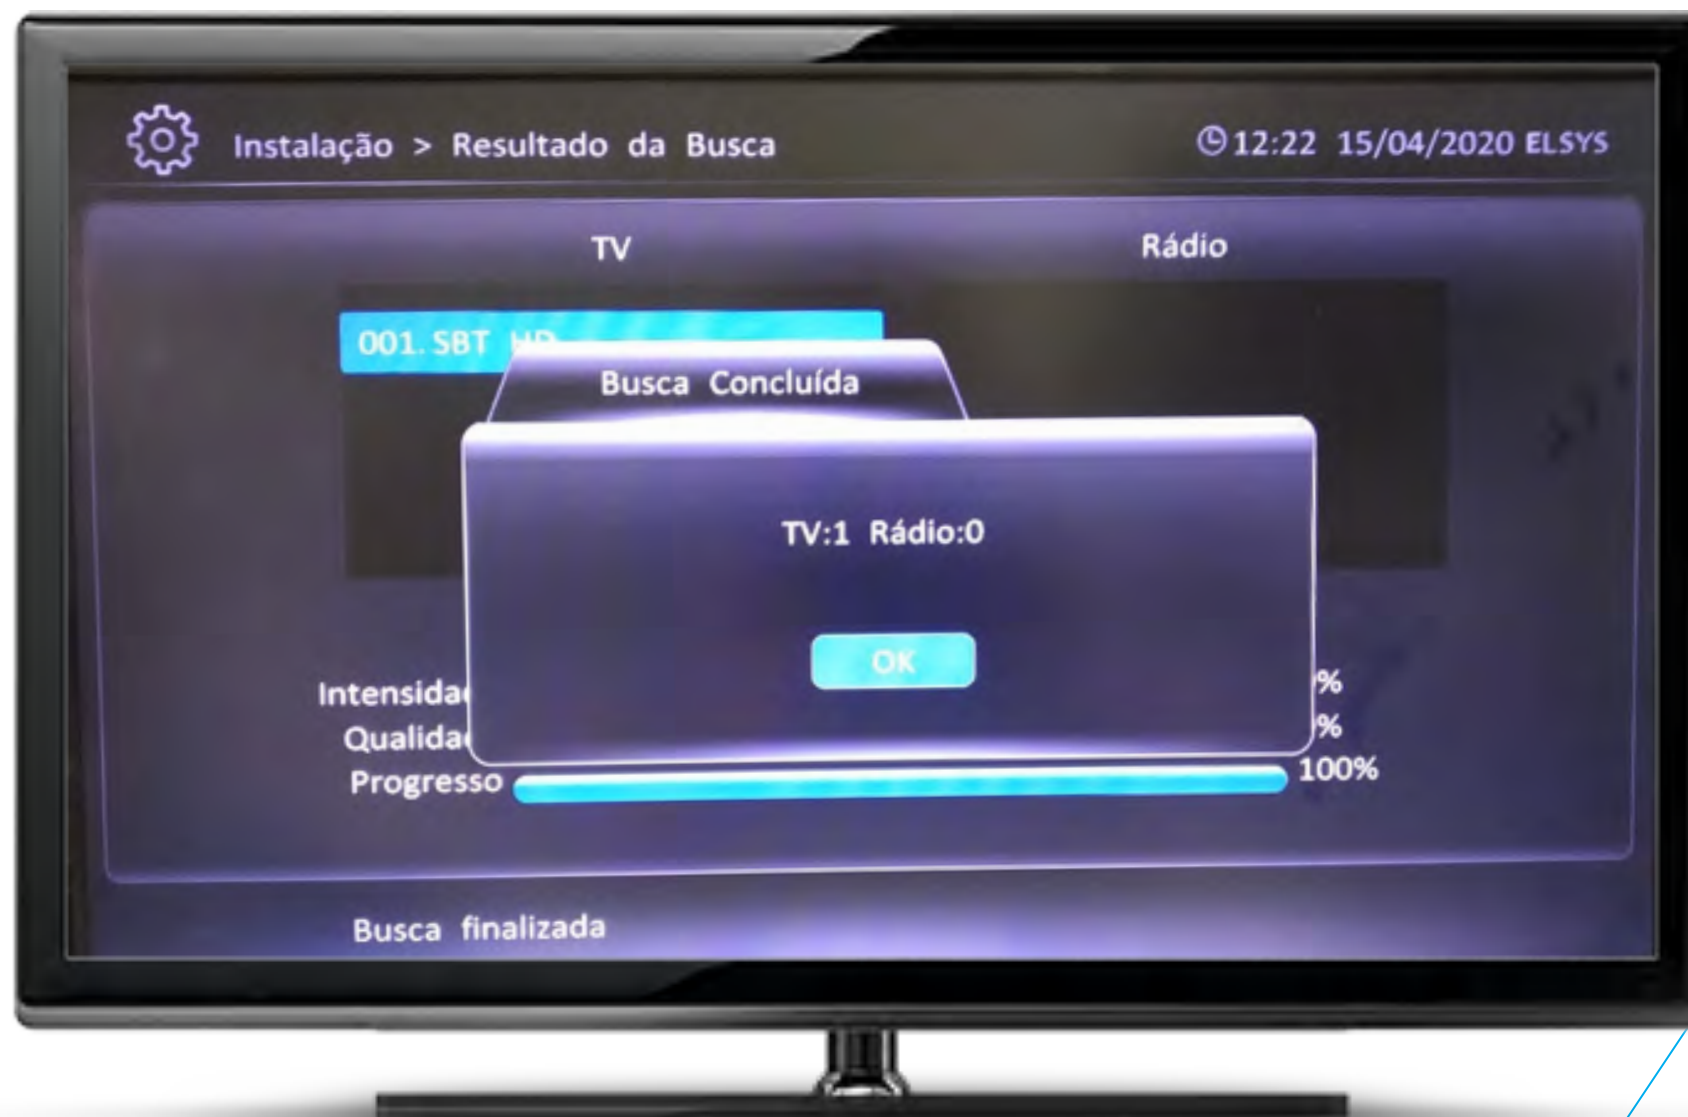 Instalação > Resultado da Busca
12:22 15/04/2020 ELSYS
TV
Rádio
001. SBT HD
Busca Concluída
TV:1 Rádio:0
OK
%
%
Progresso
100%
Busca finalizada